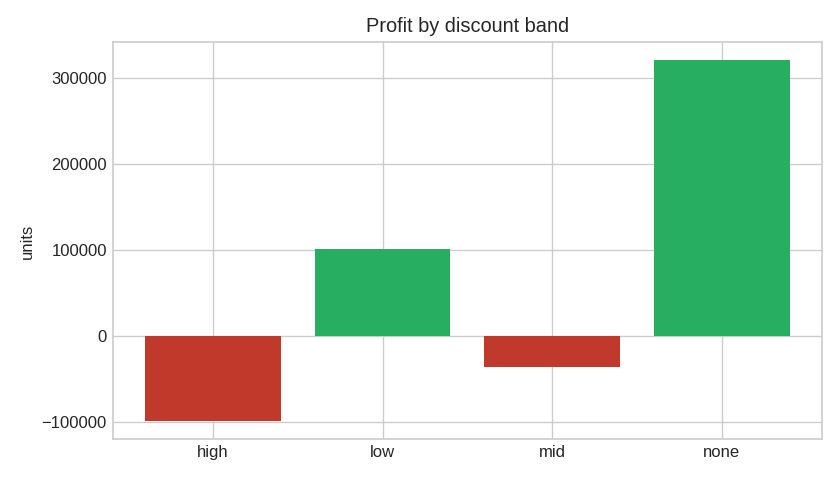 Profit by discount band
units
300000
200000
100000
0
−100000
high low mid none